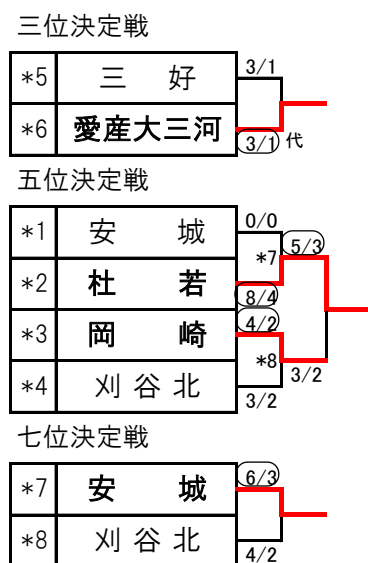 三位決定戦
*5 三 好 3/1
*6 愛産大三河 3/1 代
五位決定戦
*1 安 城 0/0
*7 5/3
*2 杜 若 8/4
*3 岡 崎 4/2
*8 3/2
*4 刈 谷 北 3/2
七位決定戦
*7 安 城 6/3
*8 刈 谷 北 4/2